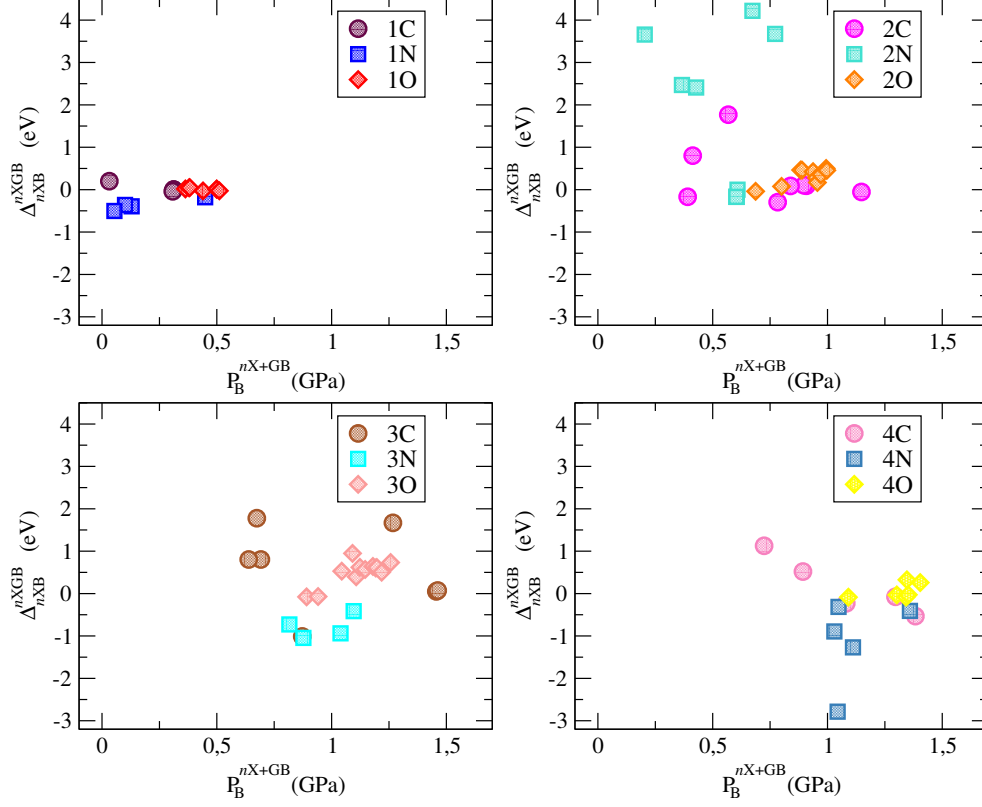 4
3
2
1
0
-1
-2
-3
Δ_{nXB}^{nXGB} (eV)
1C
1N
1O
0 0,5 1 1,5
P_B^{nX+GB}(GPa)
4
3
2
1
0
-1
-2
-3
Δ_{nXB}^{nXGB} (eV)
2C
2N
2O
0 0,5 1 1,5
P_B^{nX+GB}(GPa)
4
3
2
1
0
-1
-2
-3
Δ_{nXB}^{nXGB} (eV)
3C
3N
3O
0 0,5 1 1,5
P_B^{nX+GB}(GPa)
4
3
2
1
0
-1
-2
-3
Δ_{nXB}^{nXGB} (eV)
4C
4N
4O
0 0,5 1 1,5
P_B^{nX+GB}(GPa)